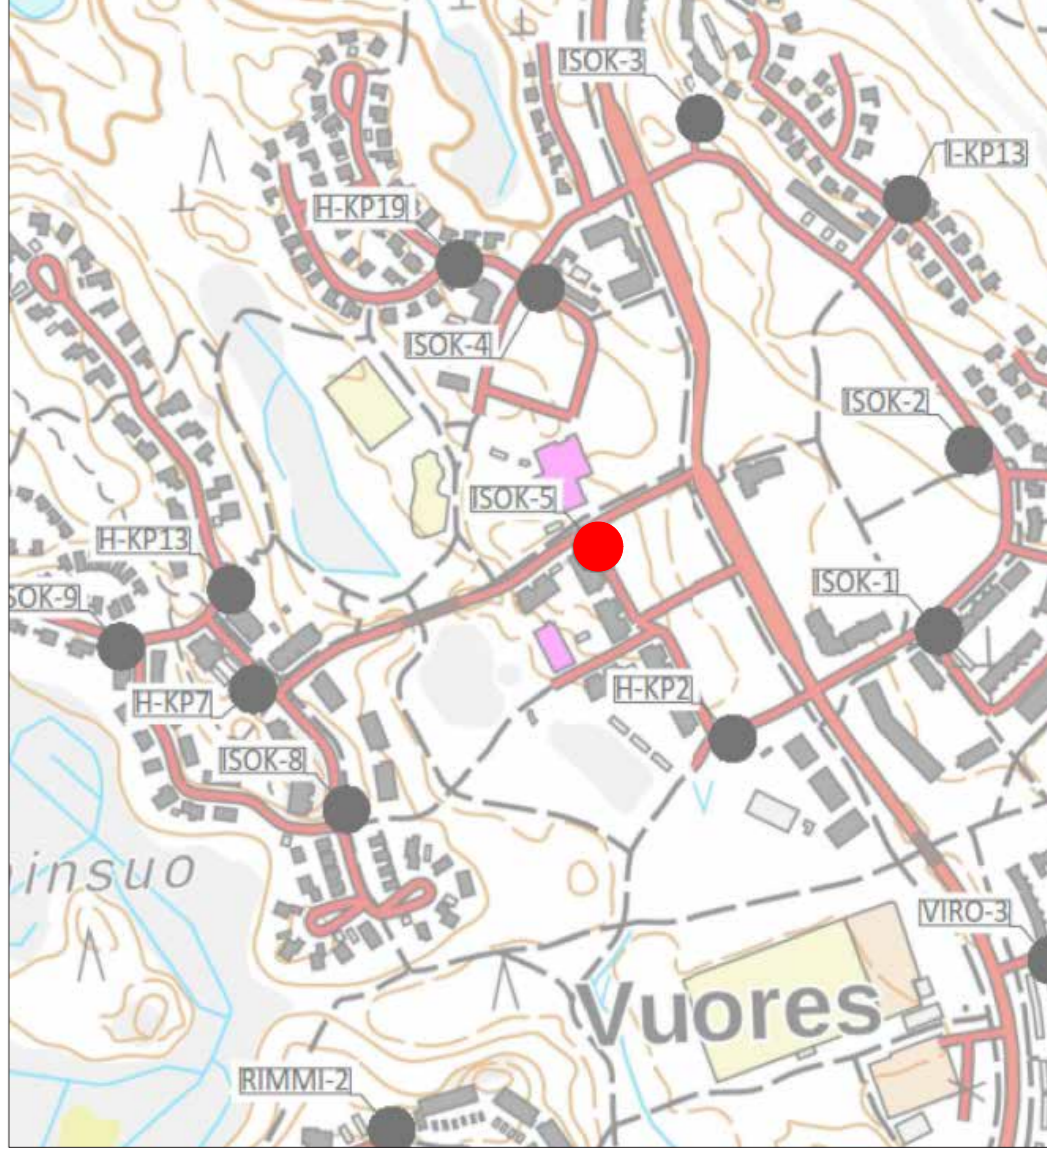 ISOK-3
I-KP13
H-KP19
ISOK-4
ISOK-2
ISOK-5
H-KP13
ISOK-1
SOK-9
H-KP2
H-KP7
ISOK-8
insuo
VIRO-3
Vuores
RIMMI-2